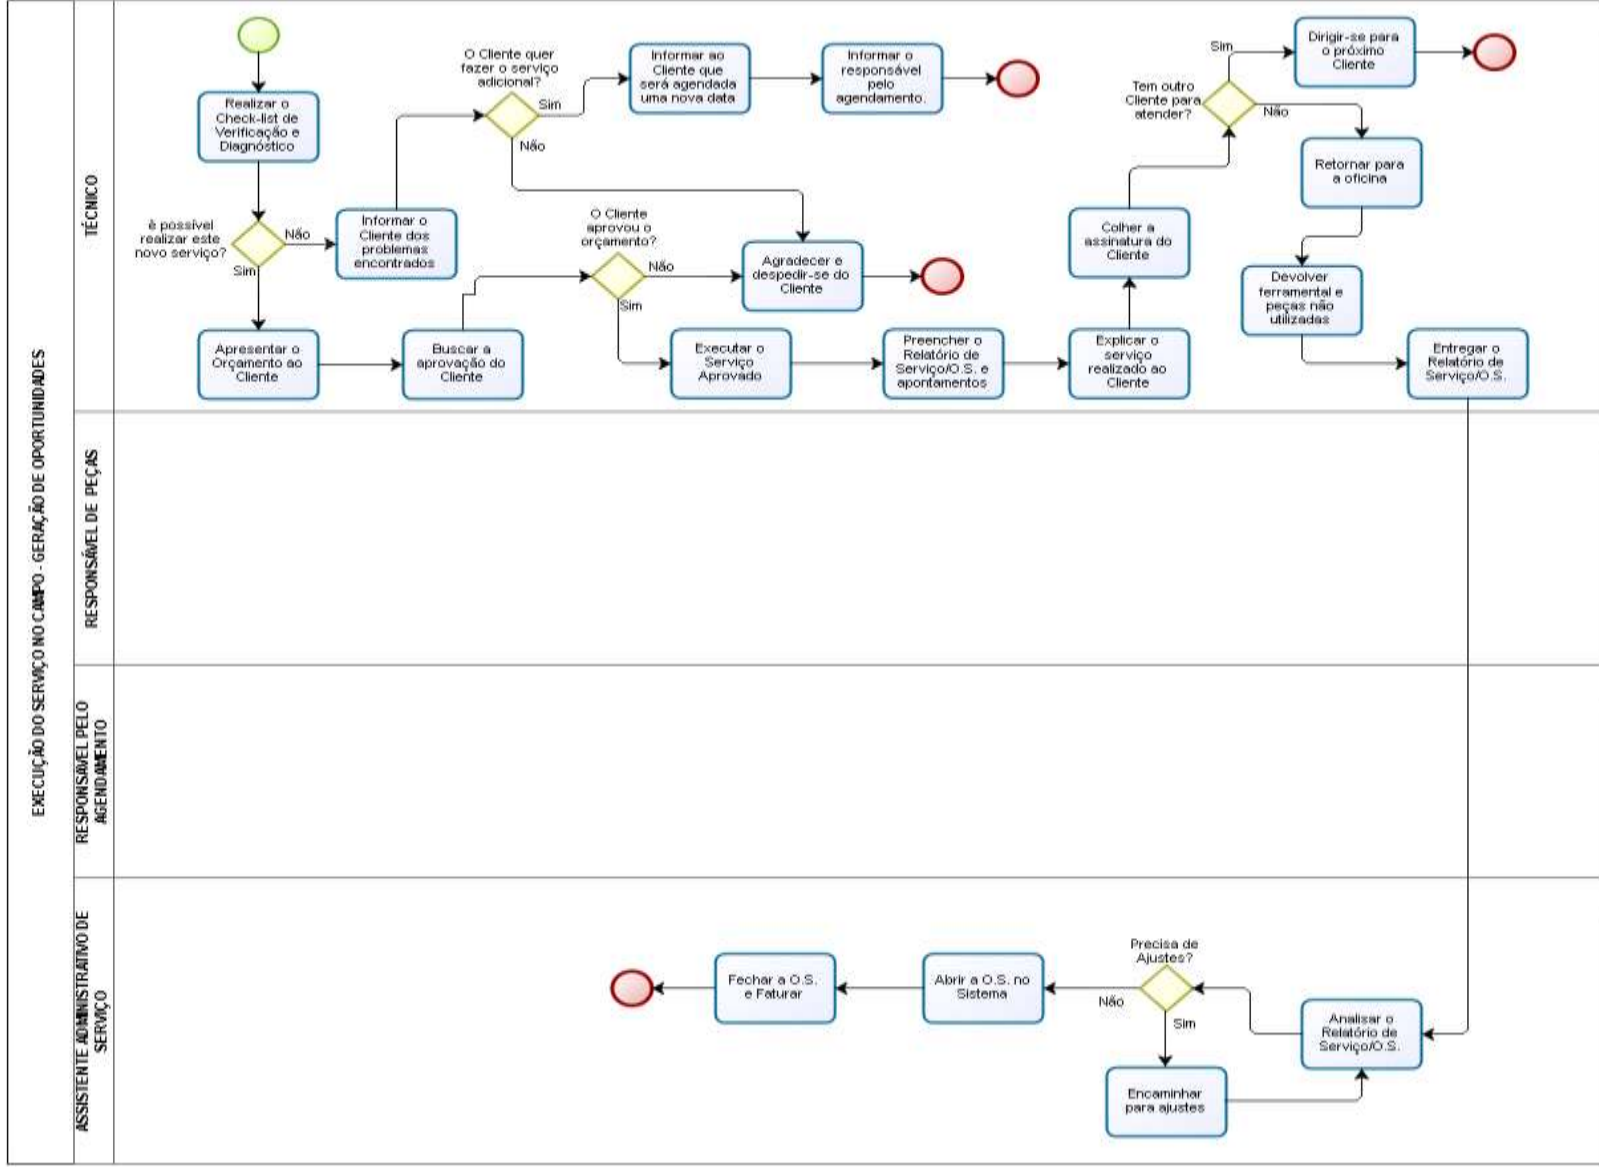 EXECUÇÃO DO SERVIÇO NO CAMPO - GERAÇÃO DE OPORTUNIDADES
TÉCNICO
Realizar o
Check-list de
Verificação e
Diagnóstico
é possível
realizar este
novo serviço?
Não
Sim
Informar o
Cliente dos
problemas
encontrados
O Cliente quer
fazer o serviço
adicional?
Sim
Não
Informar ao
Cliente que
será agendada
uma nova data
Informar o
responsável
pelo
agendamento.
Apresentar o
Orçamento ao
Cliente
Buscar a
aprovação do
Cliente
O Cliente
aprovou o
orçamento?
Não
Sim
Agradecer e
despedir-se do
Cliente
Executar o
Serviço
Aprovado
Preencher o
Relatório de
Serviço/O.S. e
apontamentos
Explicar o
serviço
realizado ao
Cliente
Colher a
assinatura do
Cliente
Tem outro
Cliente para
atender?
Sim
Não
Dirigir-se para
o próximo
Cliente
Retornar para
a oficina
Devolver
ferramental e
peças não
utilizadas
Entregar o
Relatório de
Serviço/O.S.
RESPONSÁVEL DE PEÇAS
RESPONSÁVEL PELO
AGENDAMENTO
ASSISTENTE ADMINISTRATIVO DE
SERVIÇO
Analisar o
Relatório de
Serviço/O.S.
Precisa de
Ajustes?
Não
Sim
Encaminhar
para ajustes
Abrir a O.S. no
Sistema
Fechar a O.S.
e Faturar